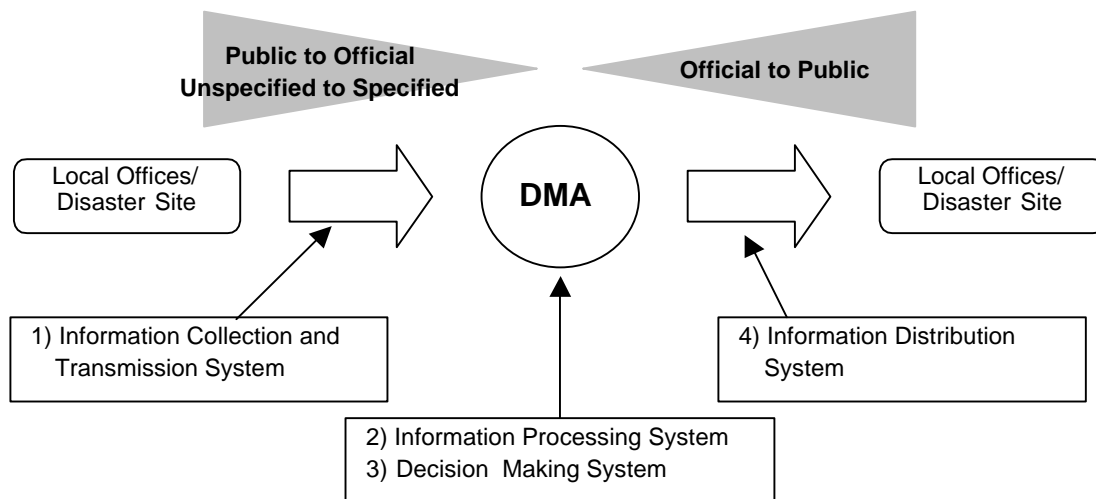 Public to Official
Unspecified to Specified
Official to Public
Local Offices/
Disaster Site
DMA
Local Offices/
Disaster Site
1) Information Collection and
Transmission System
4) Information Distribution
System
2) Information Processing System
3) Decision Making System